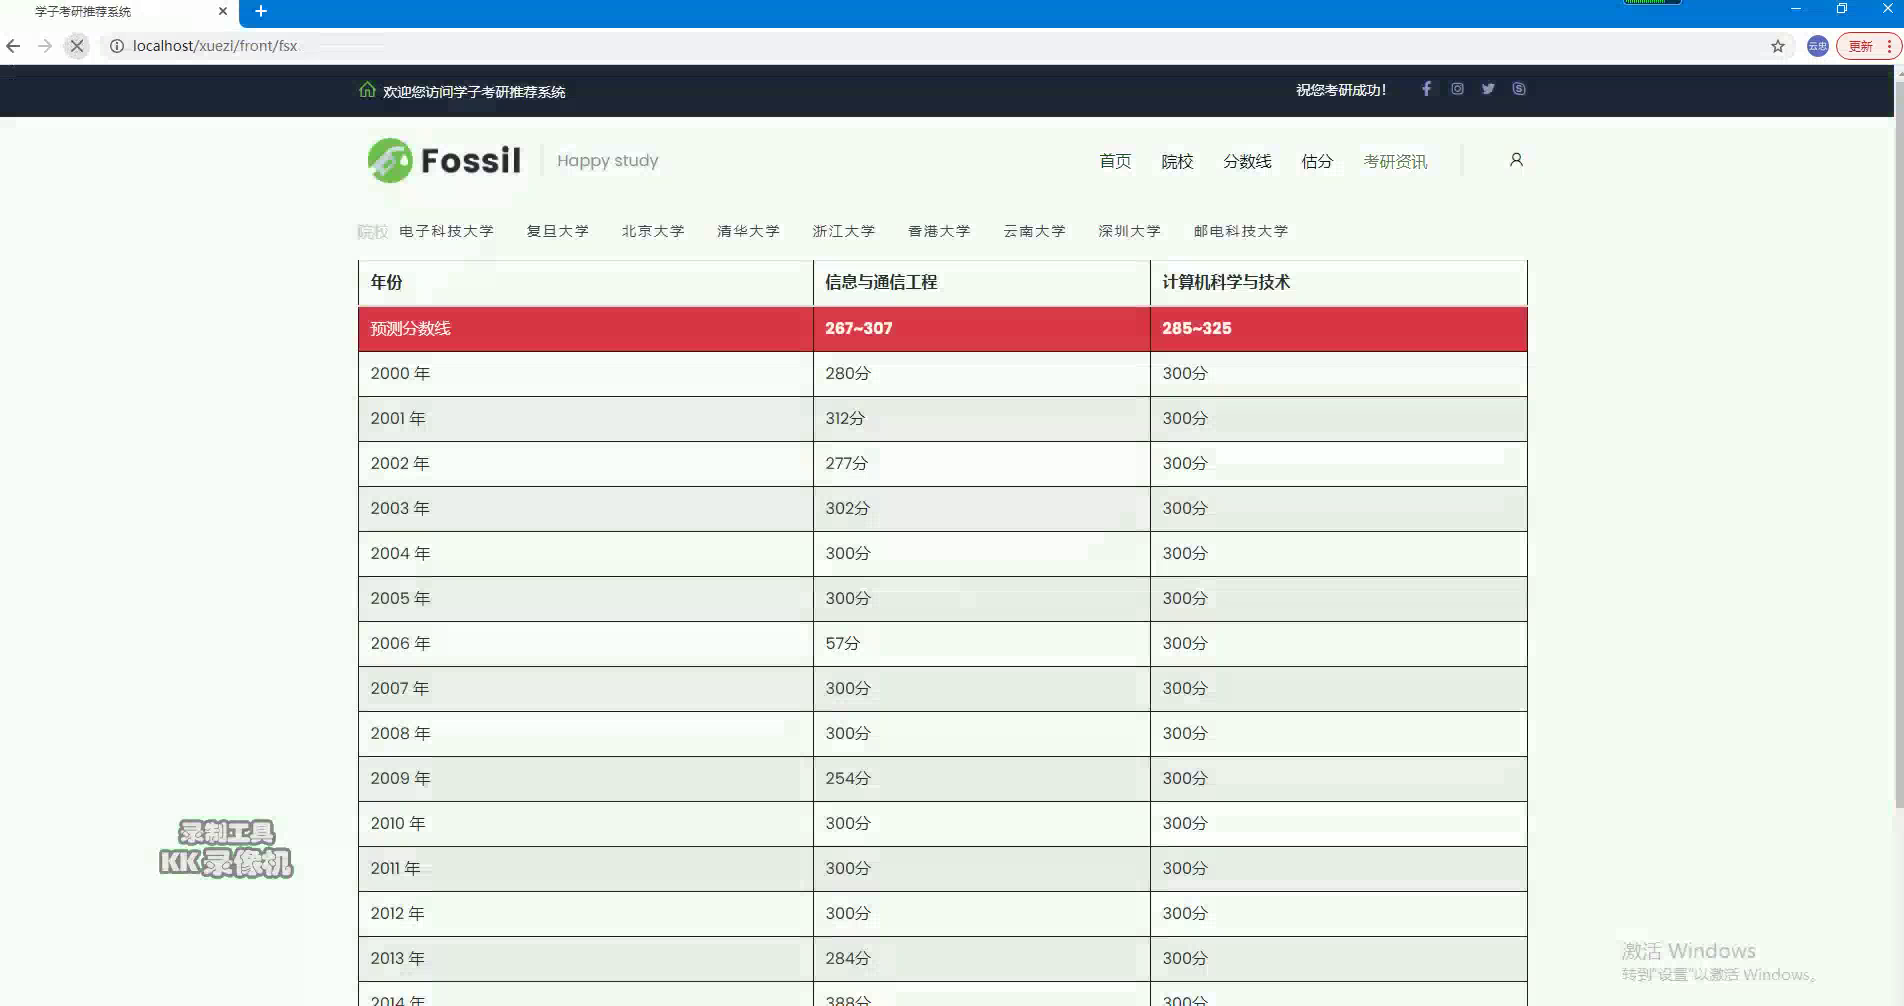 学子考研推荐系统
localhost/xuezi/front/fsx
云忠
更新
欢迎您访问学子考研推荐系统
祝您考研成功！
Fossil
Happy study
首页 院校 分数线 估分 考研资讯
院校 电子科技大学 复旦大学 北京大学 清华大学 浙江大学 香港大学 云南大学 深圳大学 邮电科技大学
年份 信息与通信工程 计算机科学与技术
预测分数线 267~307 285~325
2000 年 280分 300分
2001 年 312分 300分
2002 年 277分 300分
2003 年 302分 300分
2004 年 300分 300分
2005 年 300分 300分
2006 年 57分 300分
2007 年 300分 300分
2008 年 300分 300分
2009 年 254分 300分
2010 年 300分 300分
2011 年 300分 300分
2012 年 300分 300分
2013 年 284分 300分
2014 年 388分 300分
录制工具
KK录像机
激活 Windows
转到"设置"以激活 Windows。